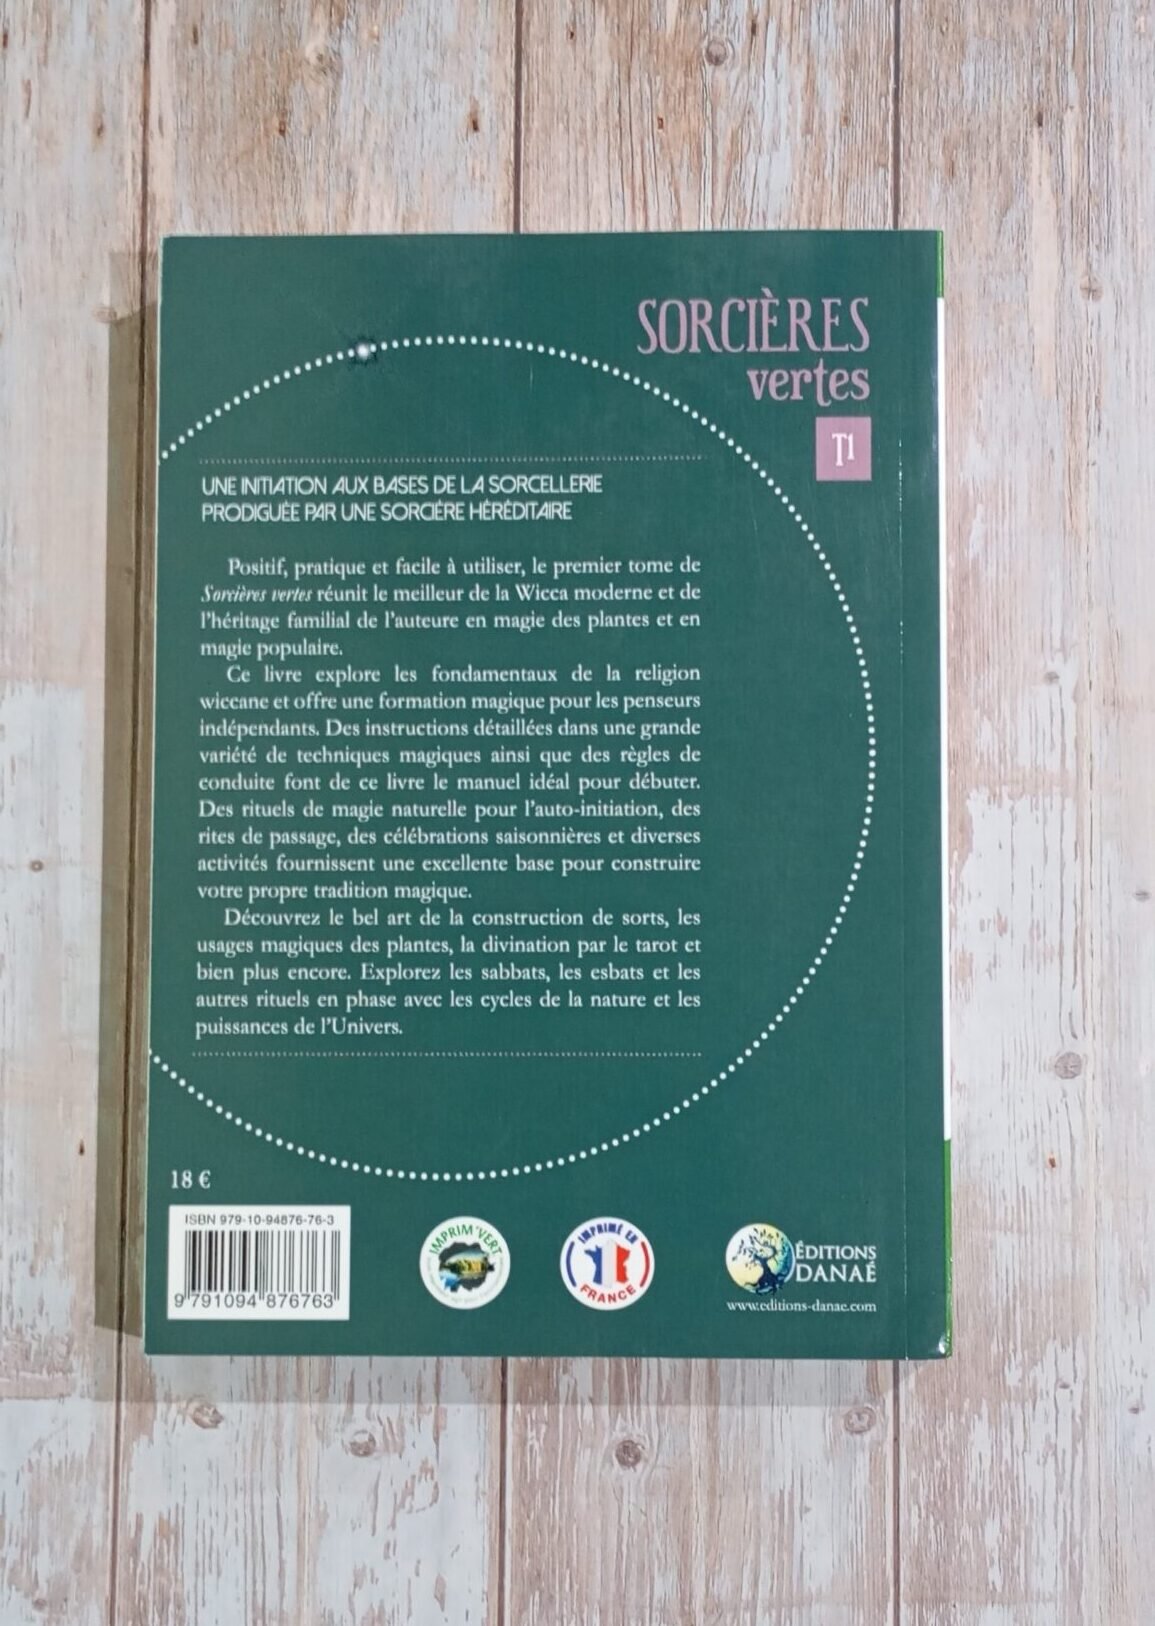 SORCIÈRES
vertes
T1
UNE INITIATION AUX BASES DE LA SORCELLERIE
PRODIGUÉE PAR UNE SORCIÈRE HÉRÉDITAIRE
Positif, pratique et facile à utiliser, le premier tome de
Sorcières vertes réunit le meilleur de la Wicca moderne et de
l'héritage familial de l'auteure en magie des plantes et en
magie populaire.
Ce livre explore les fondamentaux de la religion
wiccane et offre une formation magique pour les penseurs
indépendants. Des instructions détaillées dans une grande
variété de techniques magiques ainsi que des règles de
conduite font de ce livre le manuel idéal pour débuter.
Des rituels de magie naturelle pour l'auto-initiation, des
rites de passage, des célébrations saisonnières et diverses
activités fournissent une excellente base pour construire
votre propre tradition magique.
Découvrez le bel art de la construction de sorts, les
usages magiques des plantes, la divination par le tarot et
bien plus encore. Explorez les sabbats, les esbats et les
autres rituels en phase avec les cycles de la nature et les
puissances de l'Univers.
18 €
ISBN 979-10-94876-76-3
9 791094 876763
IMPRIM'VERT
IMPRIMÉ EN
FRANCE
ÉDITIONS
DANAÉ
www.editions-danae.com